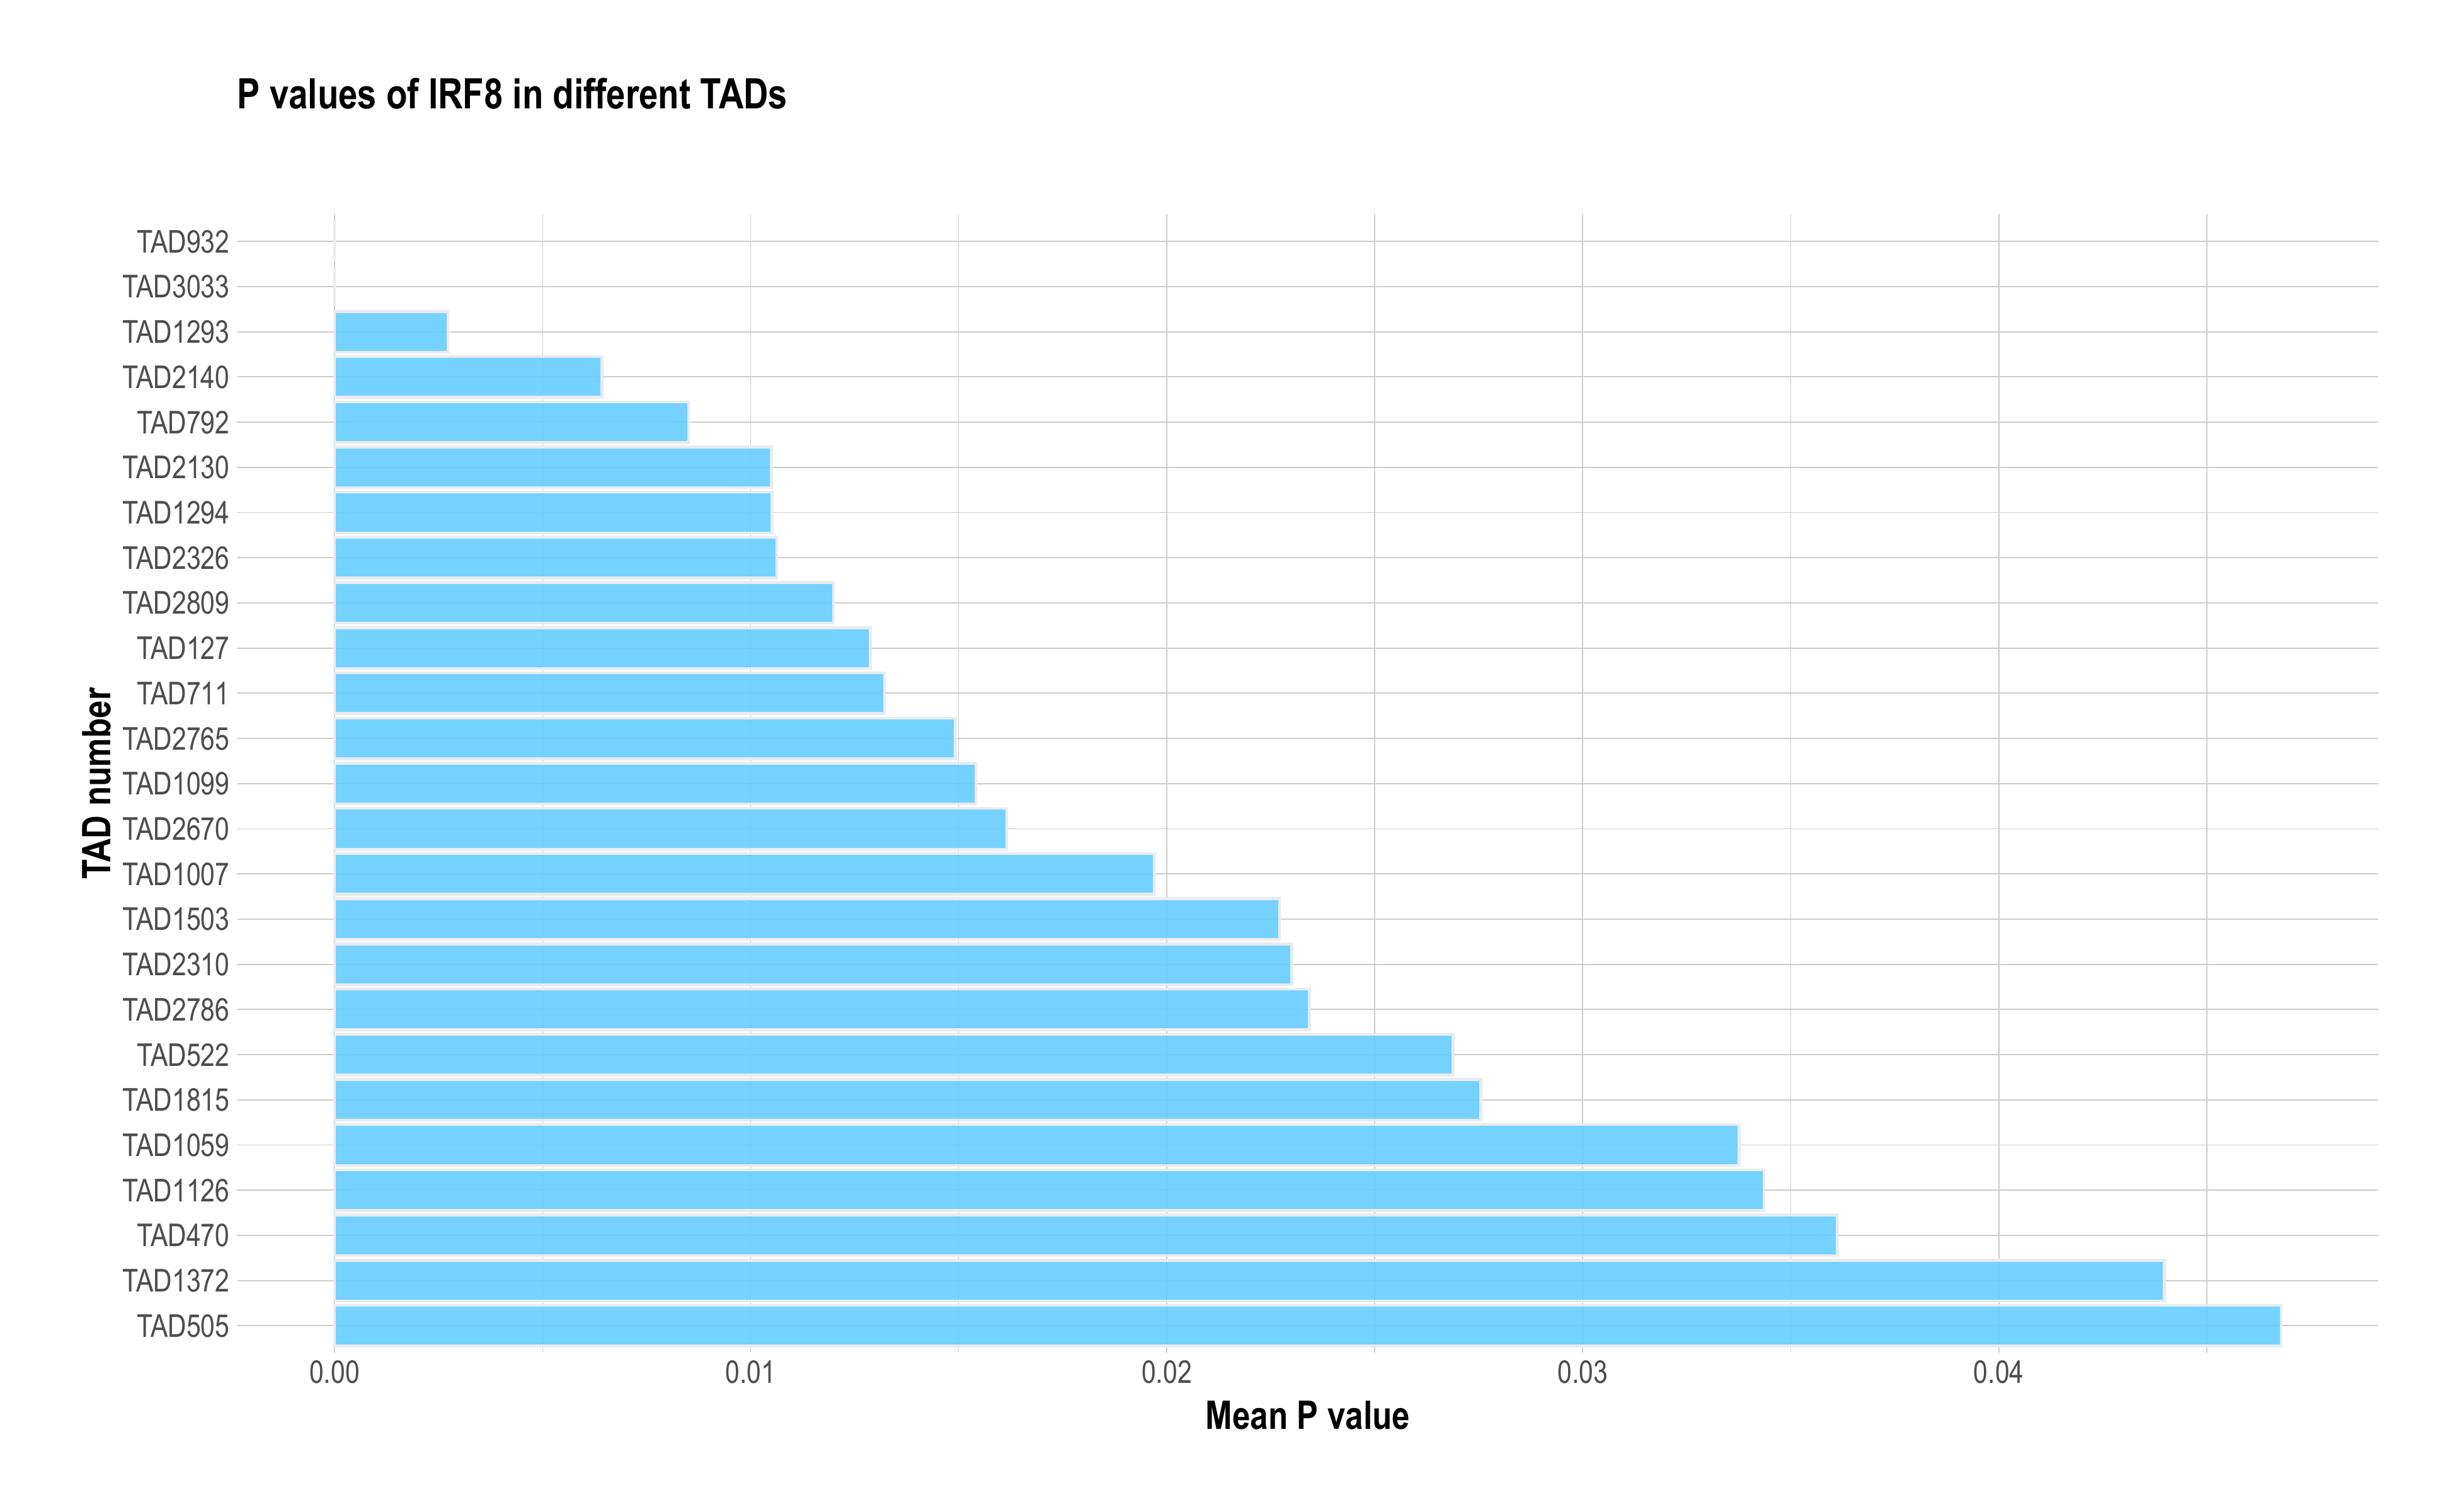 P values of IRF8 in different TADs
TAD number
TAD932
TAD3033
TAD1293
TAD2140
TAD792
TAD2130
TAD1294
TAD2326
TAD2809
TAD127
TAD711
TAD2765
TAD1099
TAD2670
TAD1007
TAD1503
TAD2310
TAD2786
TAD522
TAD1815
TAD1059
TAD1126
TAD470
TAD1372
TAD505
0.00 0.01 0.02 0.03 0.04
Mean P value